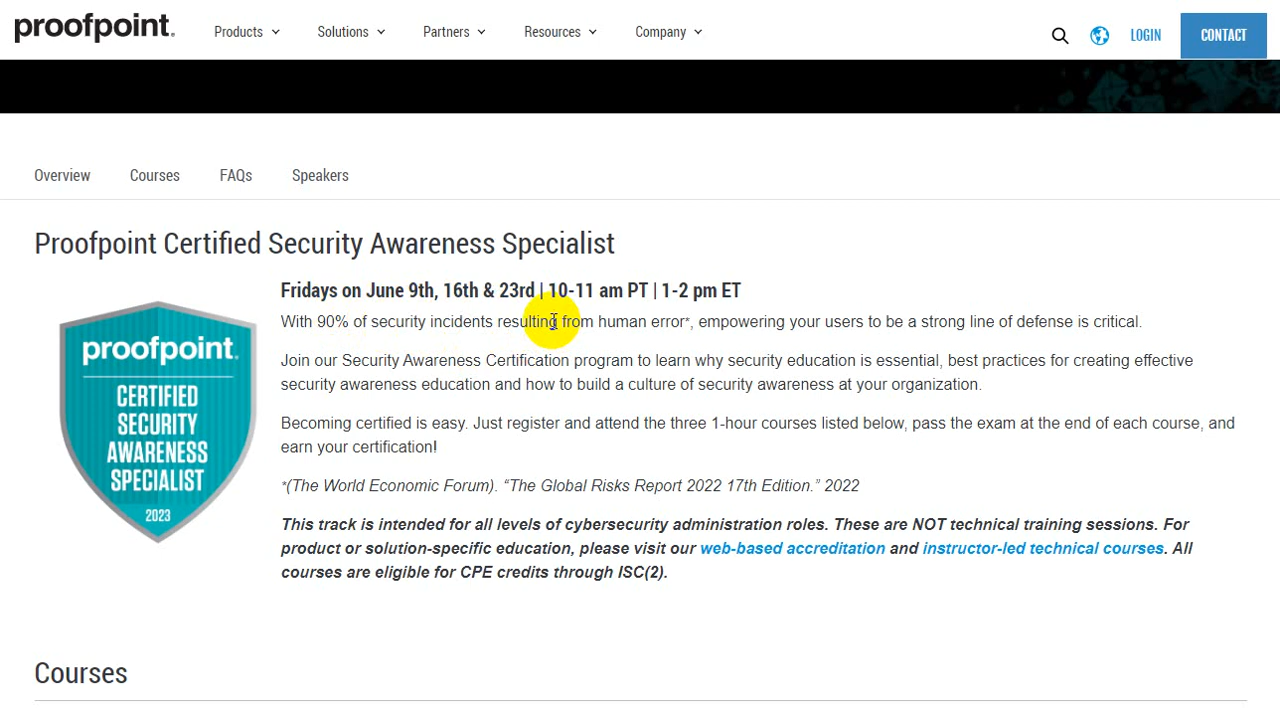 proofpoint.
Products
Solutions
Partners
Resources
Company
LOGIN
CONTACT
Overview
Courses
FAQs
Speakers
Proofpoint Certified Security Awareness Specialist
proofpoint.
CERTIFIED
SECURITY
AWARENESS
SPECIALIST
2023
Fridays on June 9th, 16th & 23rd | 10-11 am PT | 1-2 pm ET
With 90% of security incidents resulting from human error*, empowering your users to be a strong line of defense is critical.
Join our Security Awareness Certification program to learn why security education is essential, best practices for creating effective
security awareness education and how to build a culture of security awareness at your organization.
Becoming certified is easy. Just register and attend the three 1-hour courses listed below, pass the exam at the end of each course, and
earn your certification!
*(The World Economic Forum). “The Global Risks Report 2022 17th Edition.” 2022
This track is intended for all levels of cybersecurity administration roles. These are NOT technical training sessions. For
product or solution-specific education, please visit our web-based accreditation and instructor-led technical courses. All
courses are eligible for CPE credits through ISC(2).
Courses